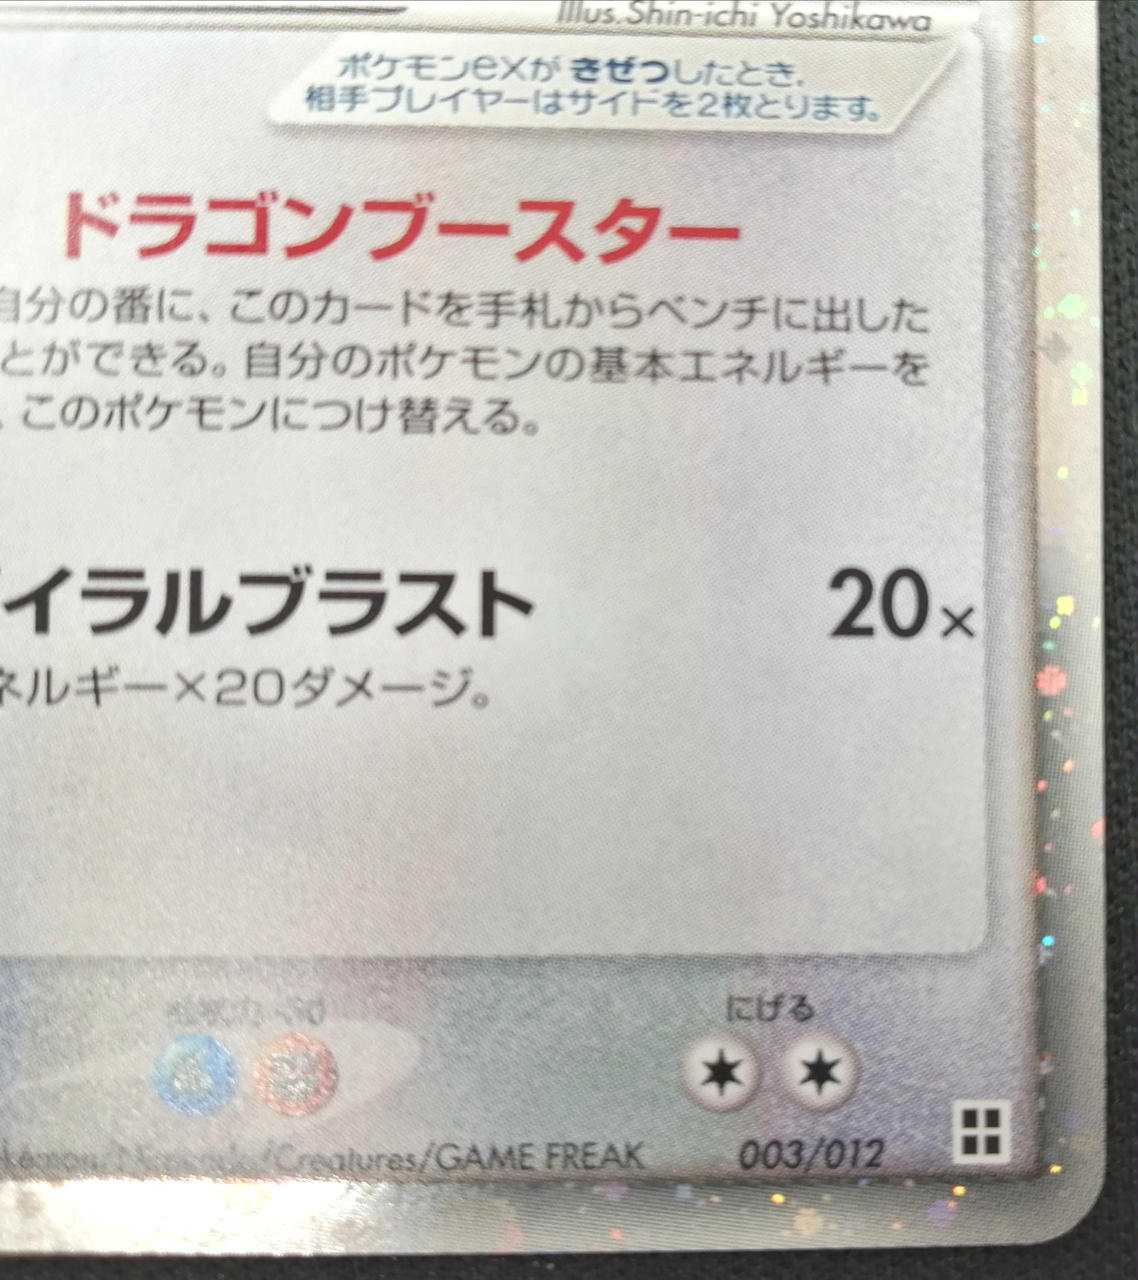 Illus. Shin-ichi Yoshikawa
ポケモンexが きぜつしたとき、
相手プレイヤーはサイドを2枚とります。
ドラゴンブースター
自分の番に、このカードを手札からベンチに出した
とができる。自分のポケモンの基本エネルギーを
、このポケモンにつけ替える。
イラルブラスト 20×
ネルギー×20ダメージ。
抵抗力 -30 にげる
kémon/Nintendo/Creatures/GAME FREAK 003/012